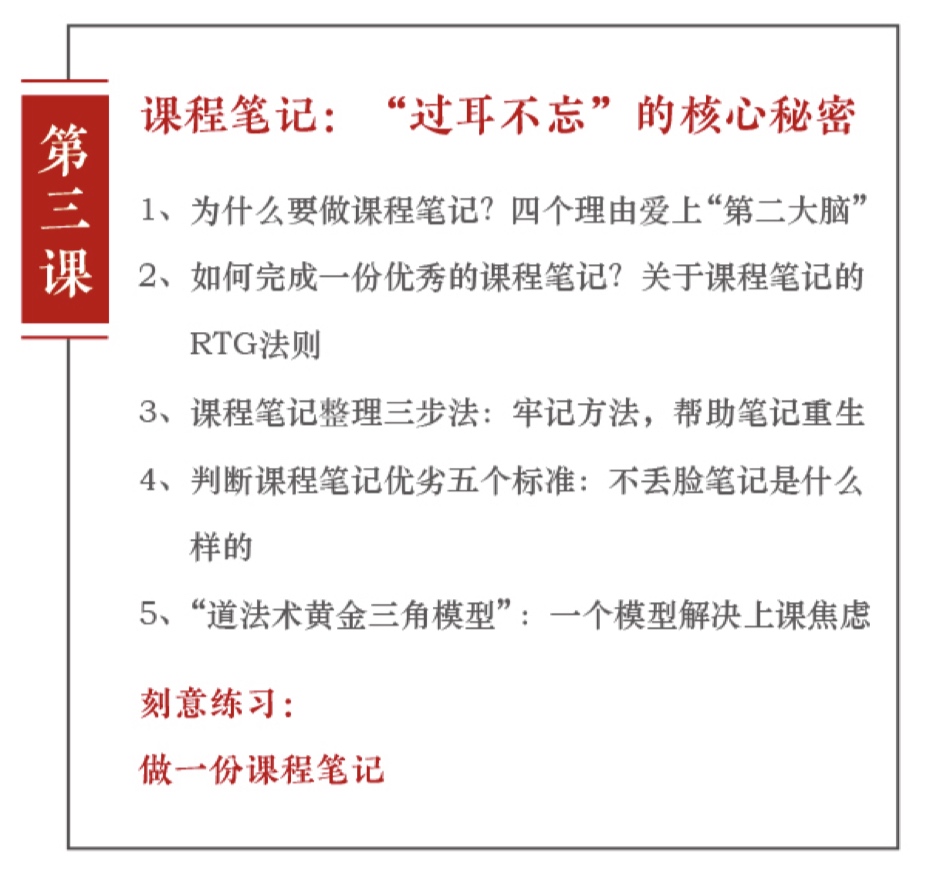 第三课
课程笔记：“过耳不忘”的核心秘密
1、为什么要做课程笔记？四个理由爱上“第二大脑”
2、如何完成一份优秀的课程笔记？关于课程笔记的
RTG法则
3、课程笔记整理三步法：牢记方法，帮助笔记重生
4、判断课程笔记优劣五个标准：不丢脸笔记是什么
样的
5、“道法术黄金三角模型”：一个模型解决上课焦虑
刻意练习：
做一份课程笔记